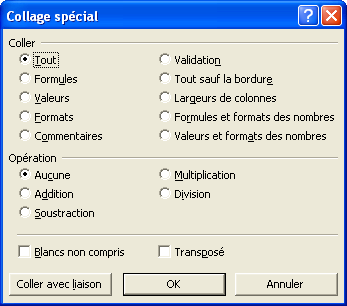 Collage spécial
Coller
Tout
Validation
Formules
Tout sauf la bordure
Valeurs
Largeurs de colonnes
Formats
Formules et formats des nombres
Commentaires
Valeurs et formats des nombres
Opération
Aucune
Multiplication
Addition
Division
Soustraction
Blancs non compris
Transposé
Coller avec liaison
OK
Annuler